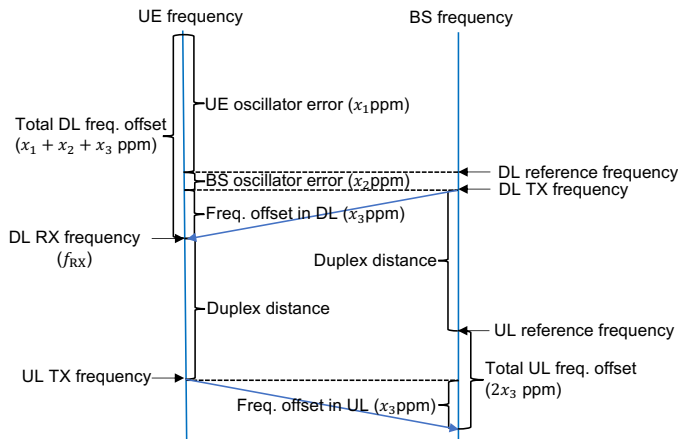 UE frequency
BS frequency
UE oscillator error (x₁ppm)
Total DL freq. offset
(x₁ + x₂ + x₃ ppm)
DL reference frequency
BS oscillator error (x₂ppm)
DL TX frequency
Freq. offset in DL (x₃ppm)
DL RX frequency
(f_RX)
Duplex distance
Duplex distance
UL reference frequency
UL TX frequency
Total UL freq. offset
(2x₃ ppm)
Freq. offset in UL (x₃ppm)